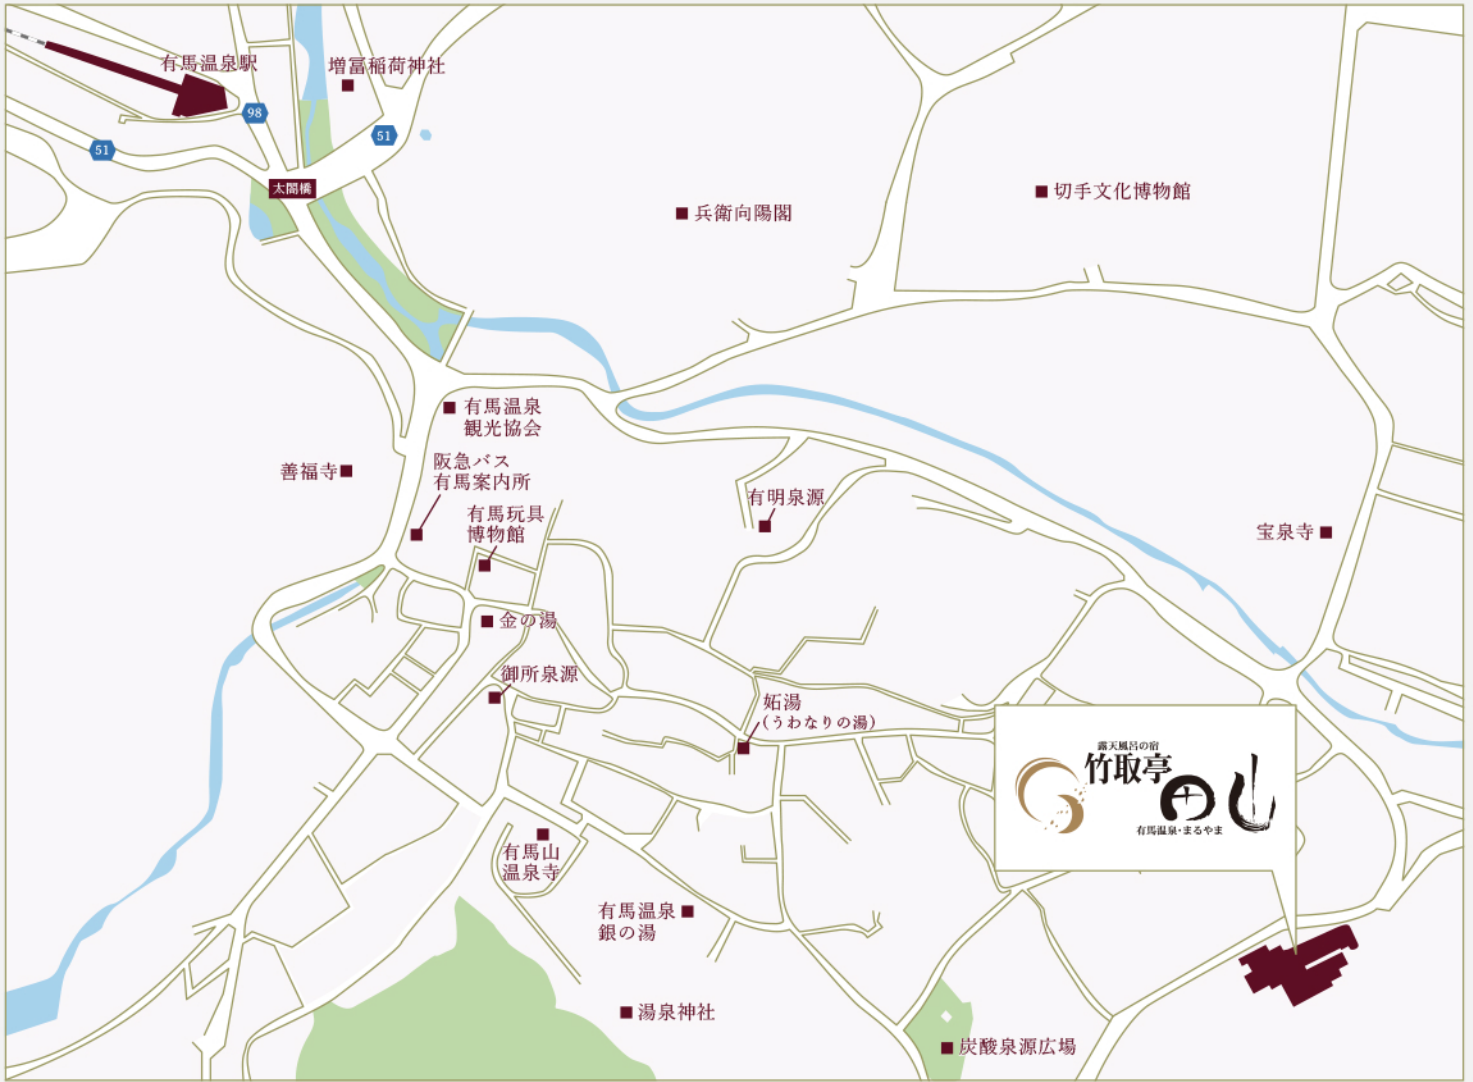 有馬温泉駅
増冨稲荷神社
98
51
51
太閤橋
切手文化博物館
兵衛向陽閣
有馬温泉
観光協会
善福寺
阪急バス
有馬案内所
有馬玩具
博物館
有明泉源
宝泉寺
金の湯
御所泉源
妬湯
(うわなりの湯)
露天風呂の宿
竹取亭
円山
有馬温泉・まるやま
有馬山
温泉寺
有馬温泉
銀の湯
湯泉神社
炭酸泉源広場